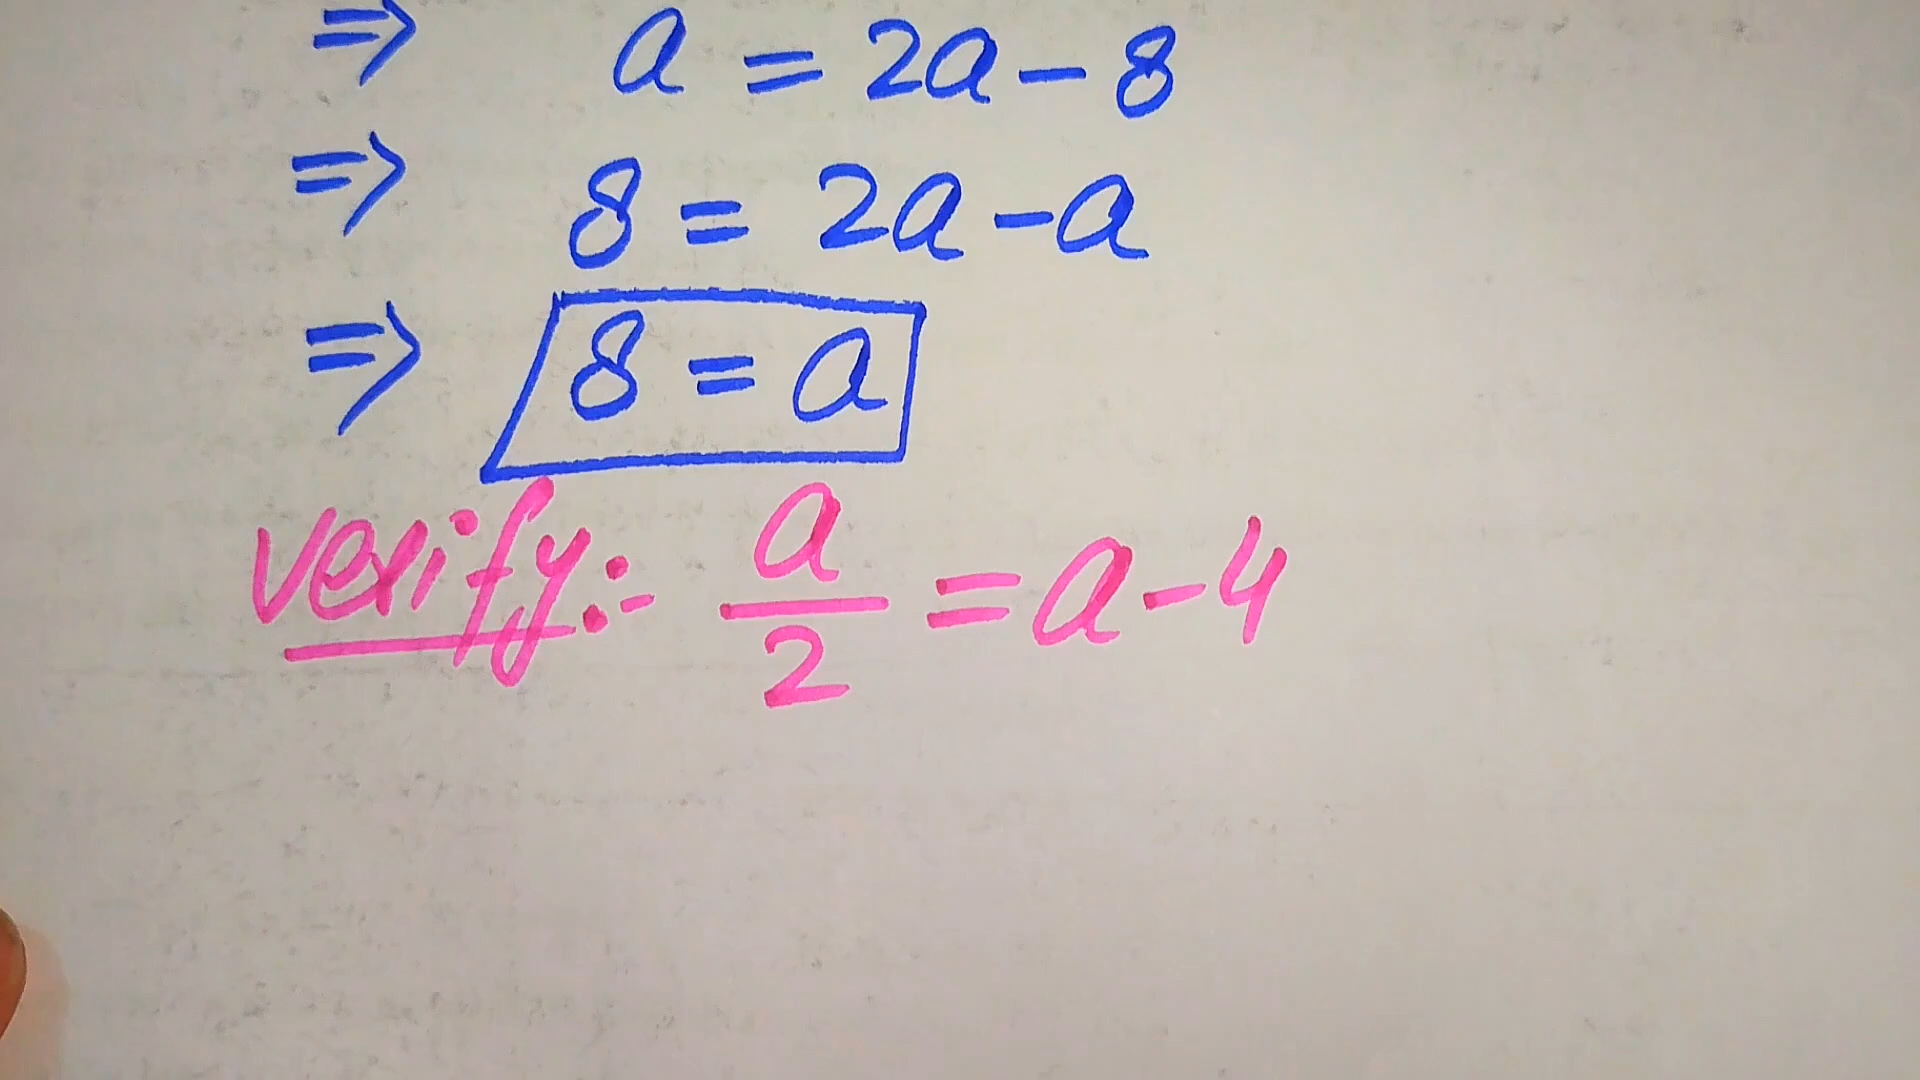 ⇒ a = 2a - 8
⇒ 8 = 2a - a
⇒ 8 = a
Verify:- a/2 = a - 4